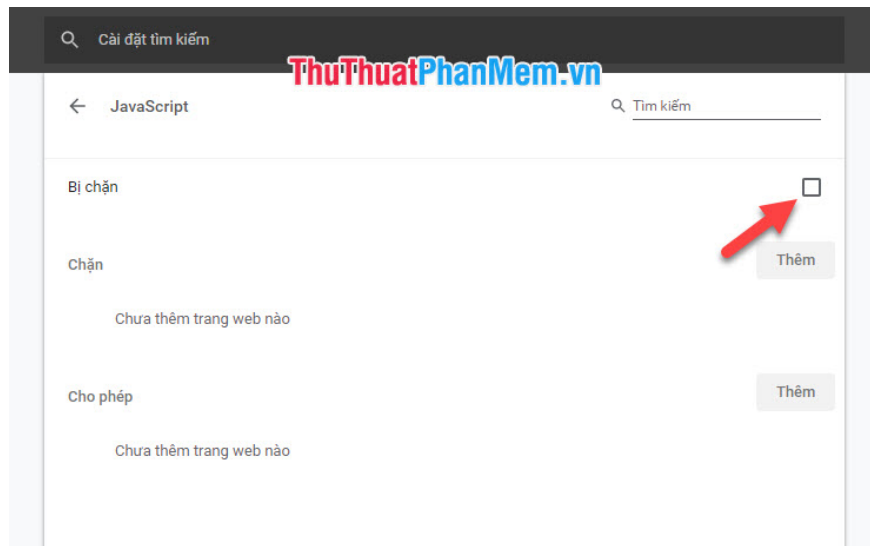 Cài đặt tìm kiếm
ThuThuatPhanMem.vn
JavaScript
Tìm kiếm
Bị chặn
Chặn
Thêm
Chưa thêm trang web nào
Cho phép
Thêm
Chưa thêm trang web nào